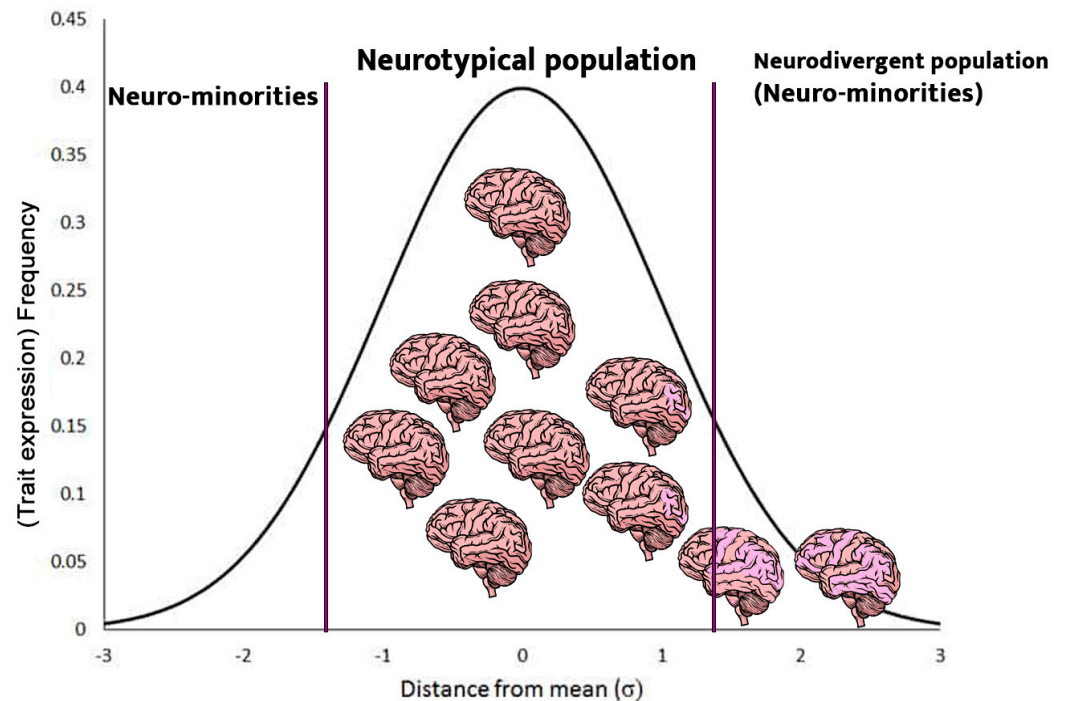 0.45
Neurotypical population
Neurodivergent population
(Neuro-minorities)
Neuro-minorities
0.4
0.35
0.3
0.25
0.2
0.15
0.1
0.05
0
(Trait expression) Frequency
-3
-2
-1
0
1
2
3
Distance from mean (σ)